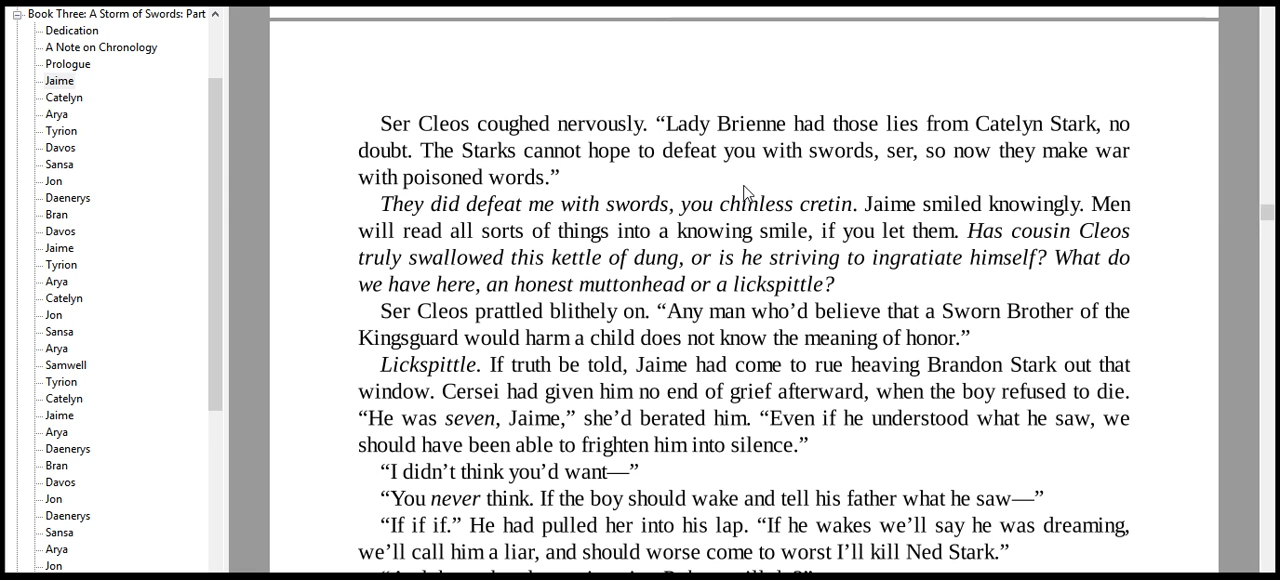 Book Three: A Storm of Swords: Part
Dedication
A Note on Chronology
Prologue
Jaime
Catelyn
Arya
Tyrion
Davos
Sansa
Jon
Daenerys
Bran
Davos
Jaime
Tyrion
Arya
Catelyn
Jon
Sansa
Arya
Samwell
Tyrion
Catelyn
Jaime
Arya
Daenerys
Bran
Davos
Jon
Daenerys
Sansa
Arya
Jon
Ser Cleos coughed nervously. “Lady Brienne had those lies from Catelyn Stark, no
doubt. The Starks cannot hope to defeat you with swords, ser, so now they make war
with poisoned words.”
They did defeat me with swords, you chinless cretin. Jaime smiled knowingly. Men
will read all sorts of things into a knowing smile, if you let them. Has cousin Cleos
truly swallowed this kettle of dung, or is he striving to ingratiate himself? What do
we have here, an honest muttonhead or a lickspittle?
Ser Cleos prattled blithely on. “Any man who’d believe that a Sworn Brother of the
Kingsguard would harm a child does not know the meaning of honor.”
Lickspittle. If truth be told, Jaime had come to rue heaving Brandon Stark out that
window. Cersei had given him no end of grief afterward, when the boy refused to die.
“He was seven, Jaime,” she’d berated him. “Even if he understood what he saw, we
should have been able to frighten him into silence.”
“I didn’t think you’d want—”
“You never think. If the boy should wake and tell his father what he saw—”
“If if if.” He had pulled her into his lap. “If he wakes we’ll say he was dreaming,
we’ll call him a liar, and should worse come to worst I’ll kill Ned Stark.”